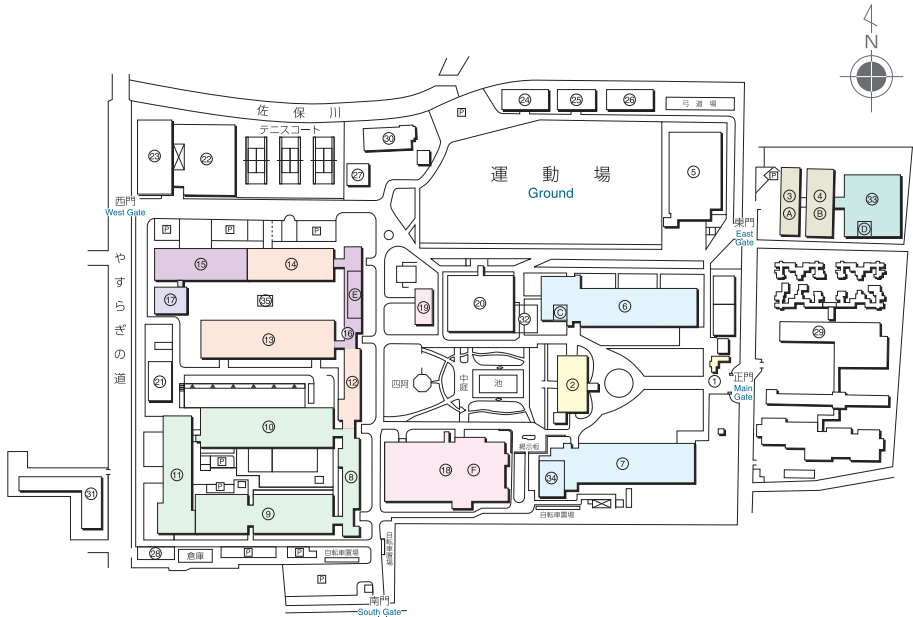 N
佐保川
テニスコート
弓道場
24
25
26
P
30
23
22
27
運動場
Ground
5
P
3
A
4
B
33
D
西門
West Gate
東門
East Gate
P
P
P
15
14
E
17
35
16
13
19
20
32
C
6
29
やすらぎの道
21
12
四阿
中庭
池
2
1
正門
Main Gate
10
11
P
P
8
9
18
F
掲示板
34
7
自転車置場
31
28
倉庫
P
P
自転車置場
自転車置場
P
南門
South Gate